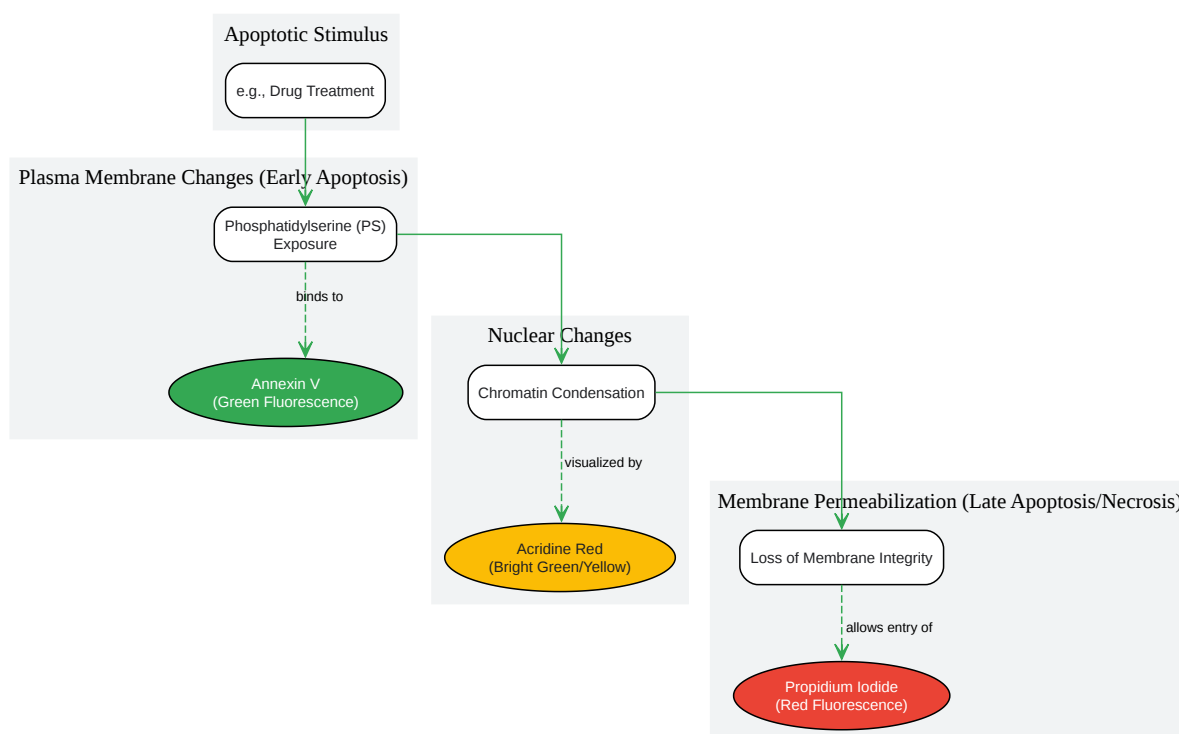 Apoptotic Stimulus
e.g., Drug Treatment
Plasma Membrane Changes (Early Apoptosis)
Phosphatidylserine (PS)
Exposure
binds to
Annexin V
(Green Fluorescence)
Nuclear Changes
Chromatin Condensation
visualized by
Acridine Red
(Bright Green/Yellow)
Membrane Permeabilization (Late Apoptosis/Necrosis)
Loss of Membrane Integrity
allows entry of
Propidium Iodide
(Red Fluorescence)